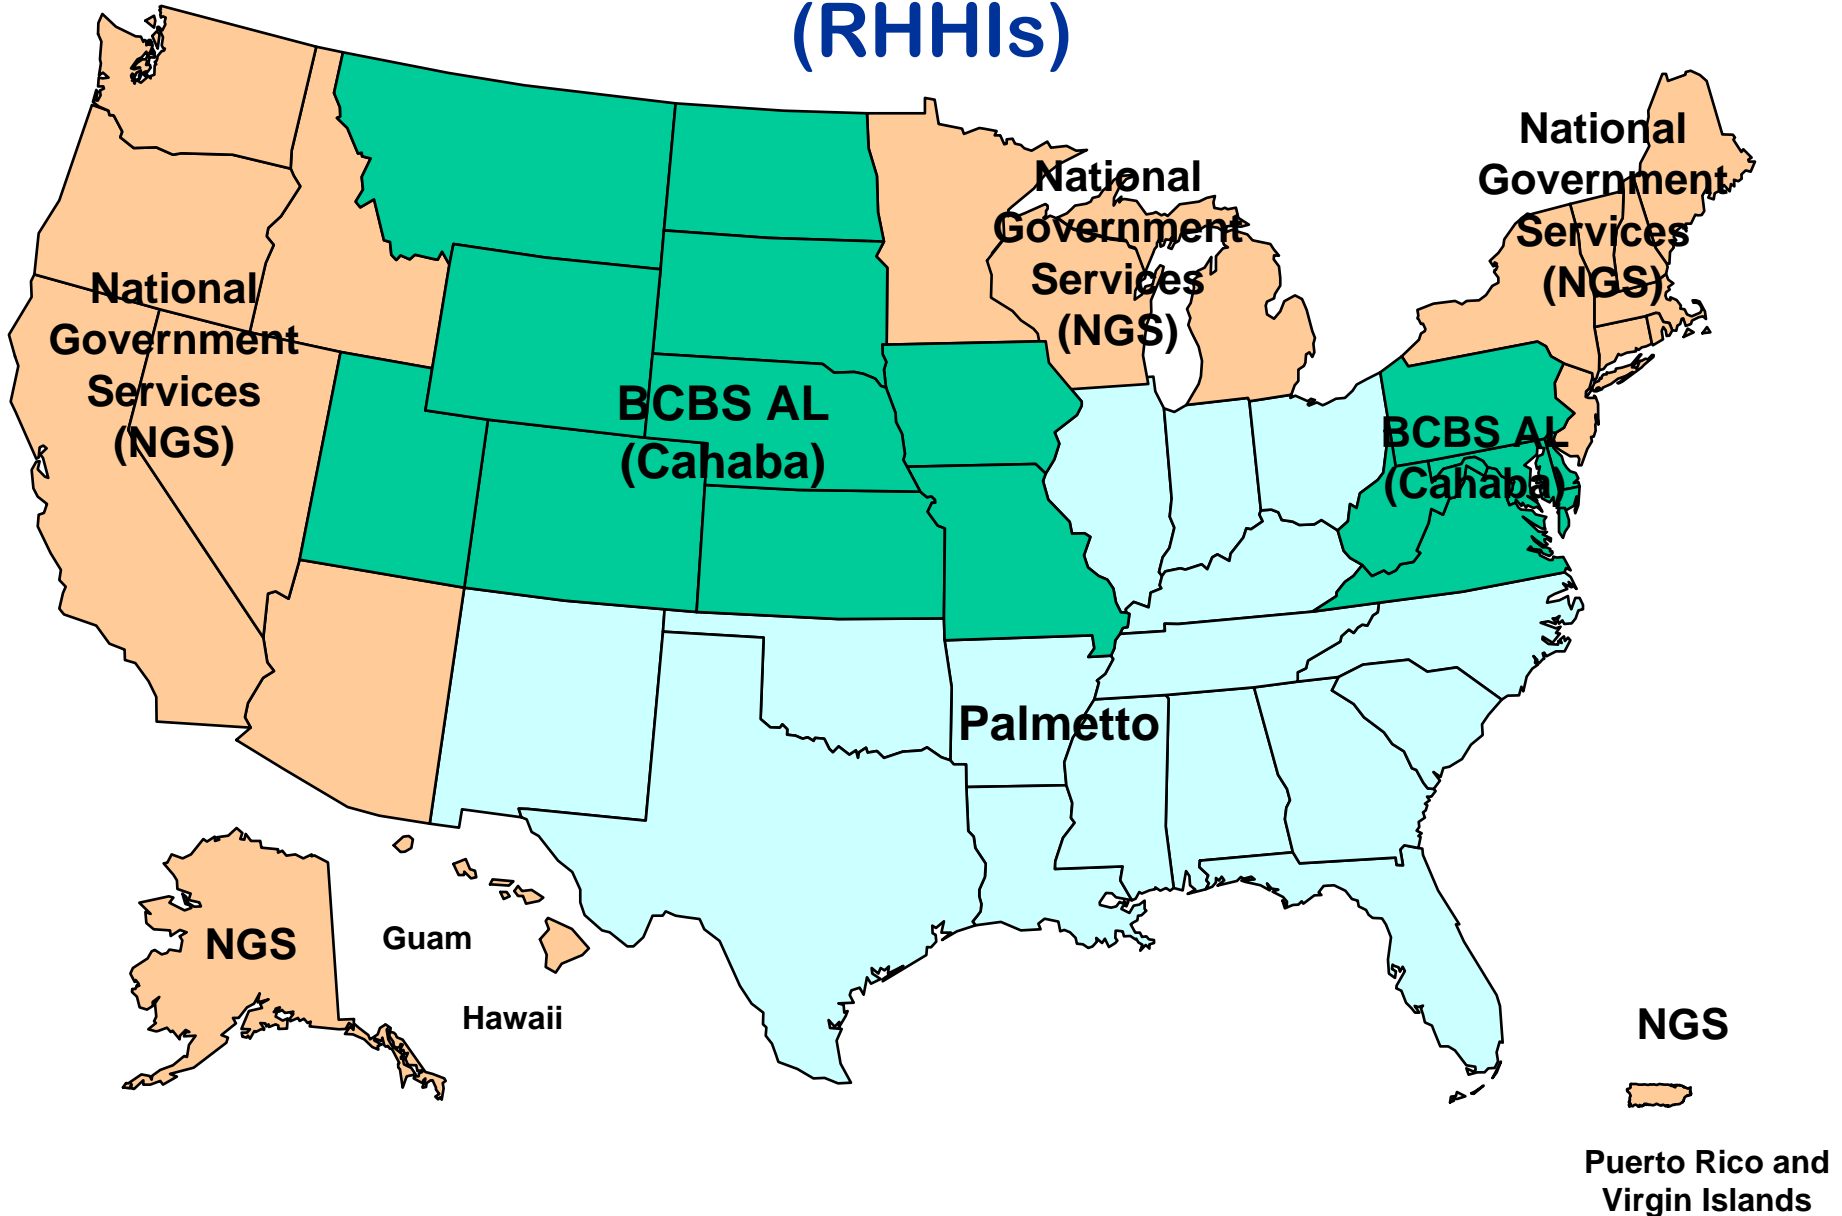 (RHHIs)
National
Government
Services
(NGS)
National
Government
Services
(NGS)
National
Government
Services
(NGS)
BCBS AL
(Cahaba)
BCBS AL
(Cahaba)
Palmetto
NGS
Guam
Hawaii
NGS
Puerto Rico and
Virgin Islands